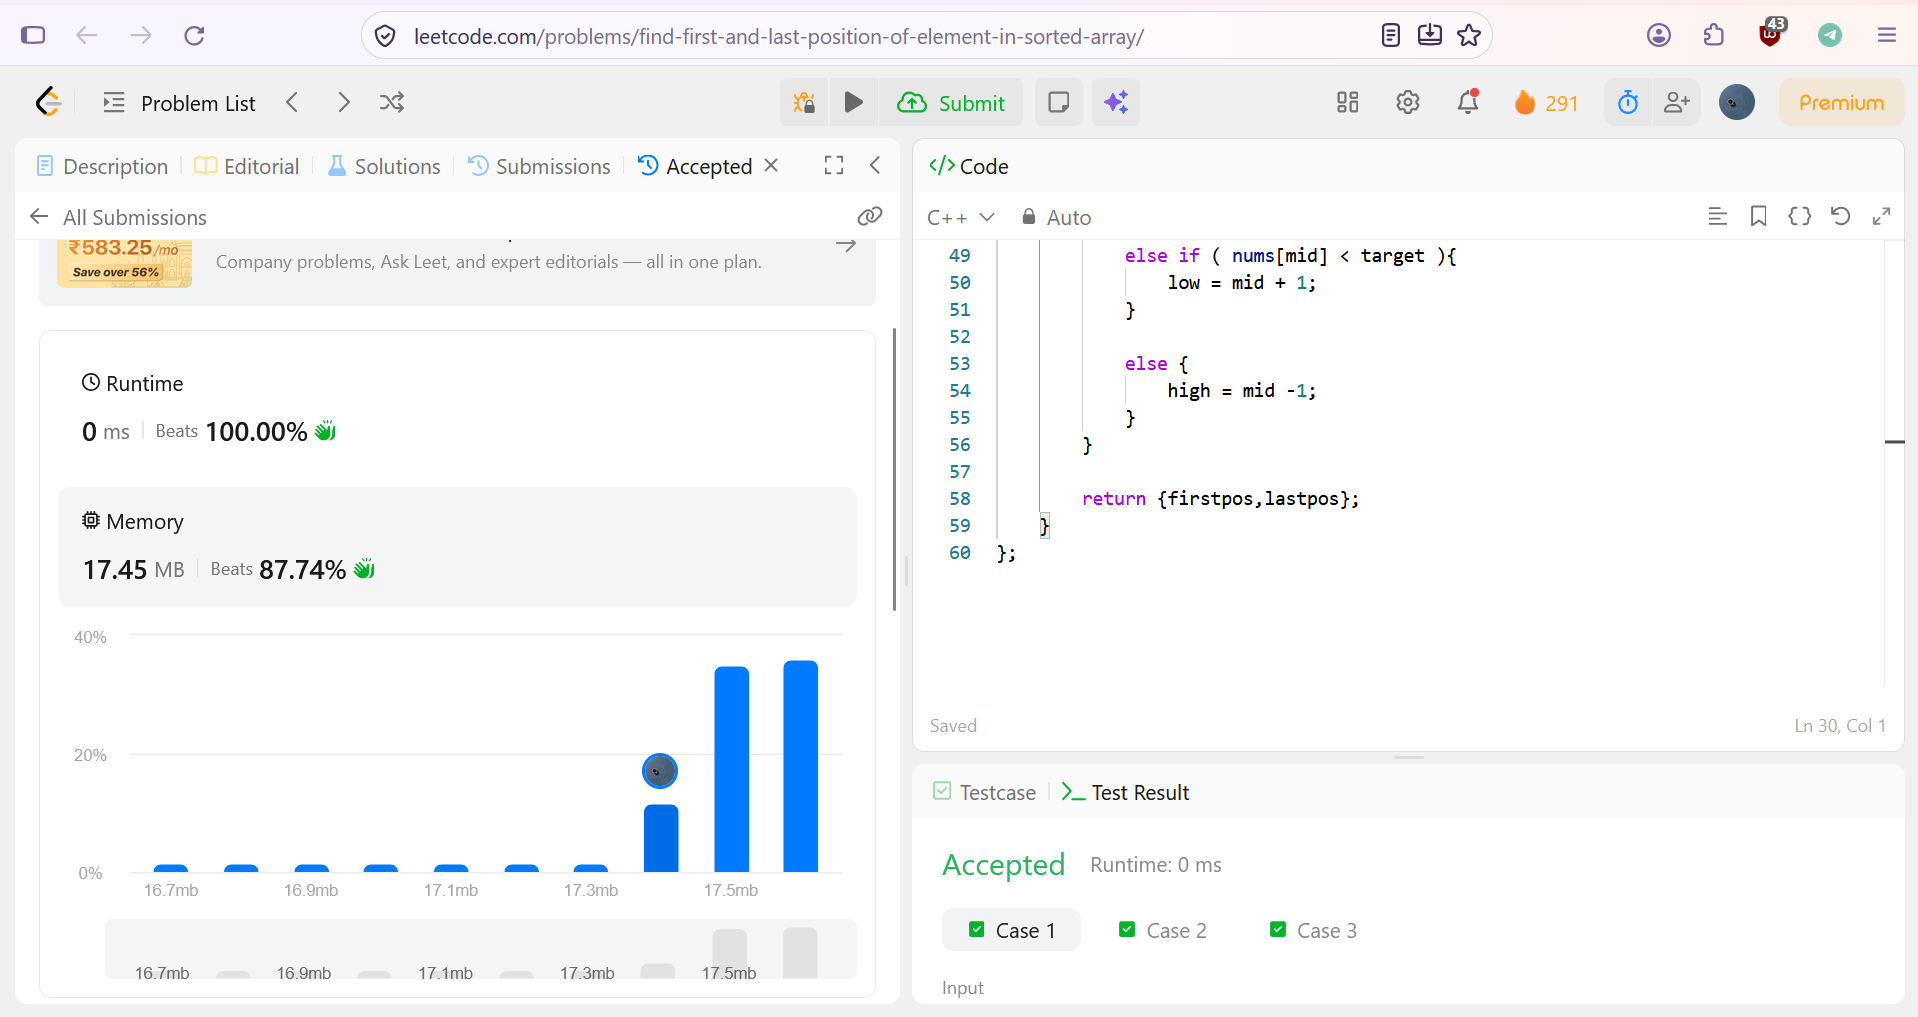 leetcode.com/problems/find-first-and-last-position-of-element-in-sorted-array/
43
Problem List
Submit
291
Premium
Description
Editorial
Solutions
Submissions
Accepted
All Submissions
₹583.25/mo
Save over 56%
Company problems, Ask Leet, and expert editorials — all in one plan.
Runtime
0 ms
Beats 100.00%
Memory
17.45 MB
Beats 87.74%
40%
20%
0%
16.7mb 16.9mb 17.1mb 17.3mb 17.5mb
16.7mb 16.9mb 17.1mb 17.3mb 17.5mb
</> Code
C++
Auto
49 else if ( nums[mid] < target ){
50 low = mid + 1;
51 }
52
53 else {
54 high = mid -1;
55 }
56 }
57
58 return {firstpos,lastpos};
59 }
60 };
Saved
Ln 30, Col 1
Testcase
Test Result
Accepted
Runtime: 0 ms
Case 1
Case 2
Case 3
Input